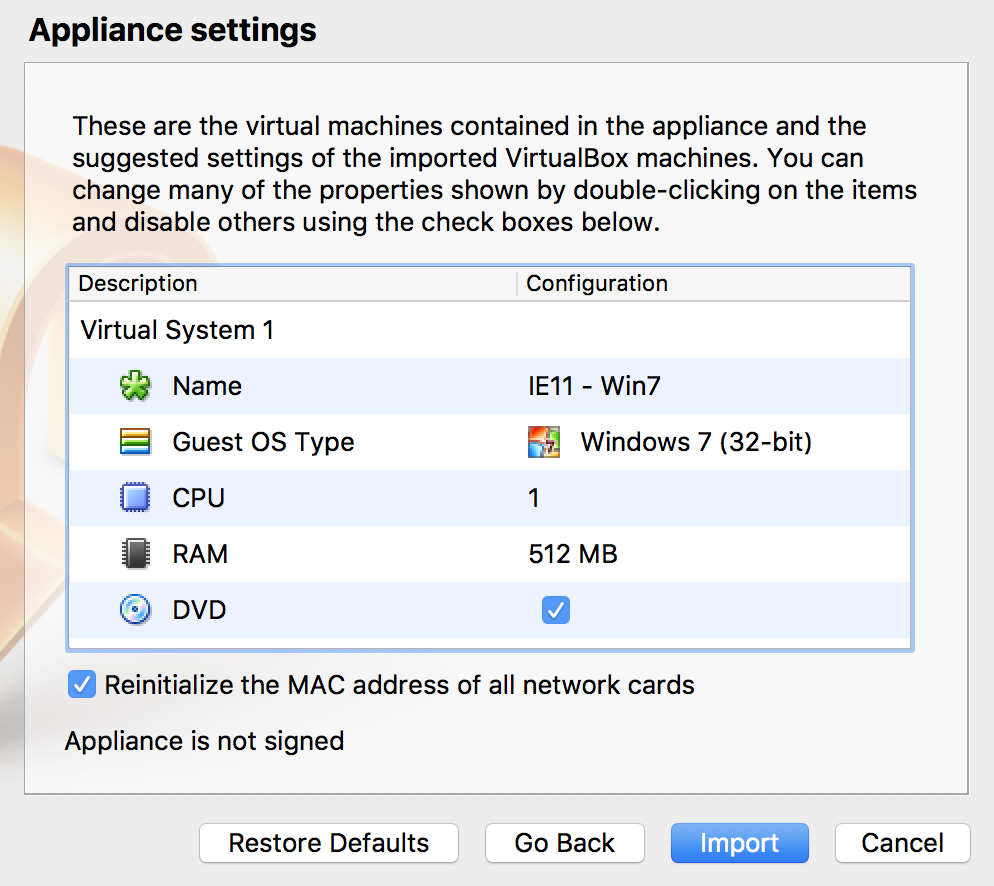 Appliance settings
These are the virtual machines contained in the appliance and the
suggested settings of the imported VirtualBox machines. You can
change many of the properties shown by double-clicking on the items
and disable others using the check boxes below.
Description Configuration
Virtual System 1
Name IE11 - Win7
Guest OS Type Windows 7 (32-bit)
CPU 1
RAM 512 MB
DVD
Reinitialize the MAC address of all network cards
Appliance is not signed
Restore Defaults Go Back Import Cancel